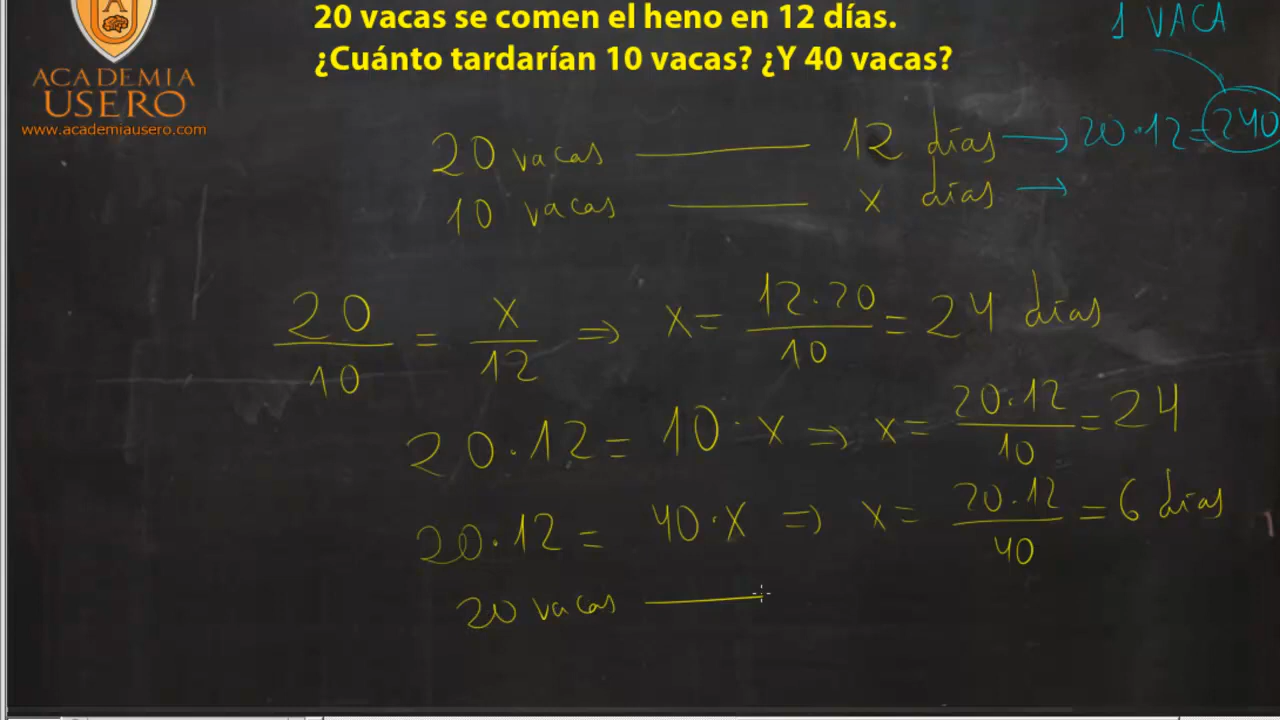 20 vacas se comen el heno en 12 días.
¿Cuánto tardarían 10 vacas? ¿Y 40 vacas?
1 VACA
A
ACADEMIA
USERO
www.academiausero.com
20 vacas —— 12 días → 20·12=240
10 vacas —— x días →
20/10 = x/12 ⇒ x= 12·20/10 = 24 días
20·12= 10·x ⇒ x= 20·12/10 = 24
20·12= 40·x ⇒ x= 20·12/40 = 6 días
20 vacas ——